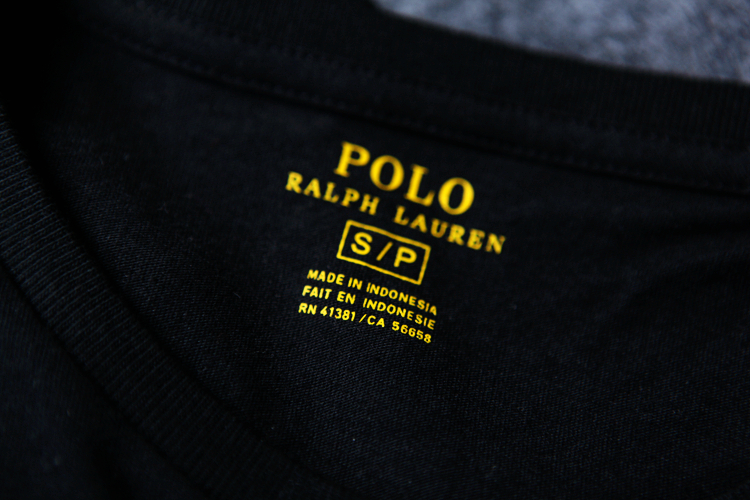 POLO
RALPH LAUREN
S/P
MADE IN INDONESIA
FAIT EN INDONESIE
RN 41381/CA 56658